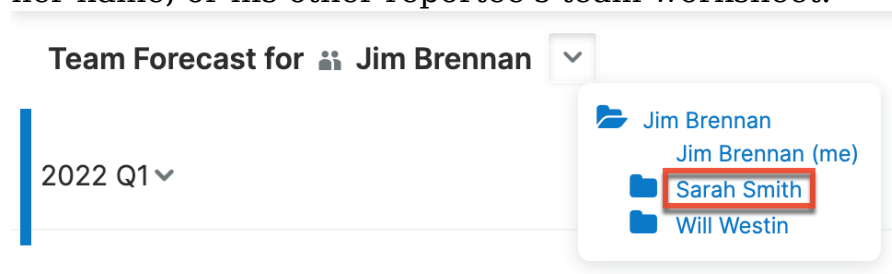 her name, or his other reportee's team worksheet.
Team Forecast for Jim Brennan
Jim Brennan
Jim Brennan (me)
2022 Q1
Sarah Smith
Will Westin